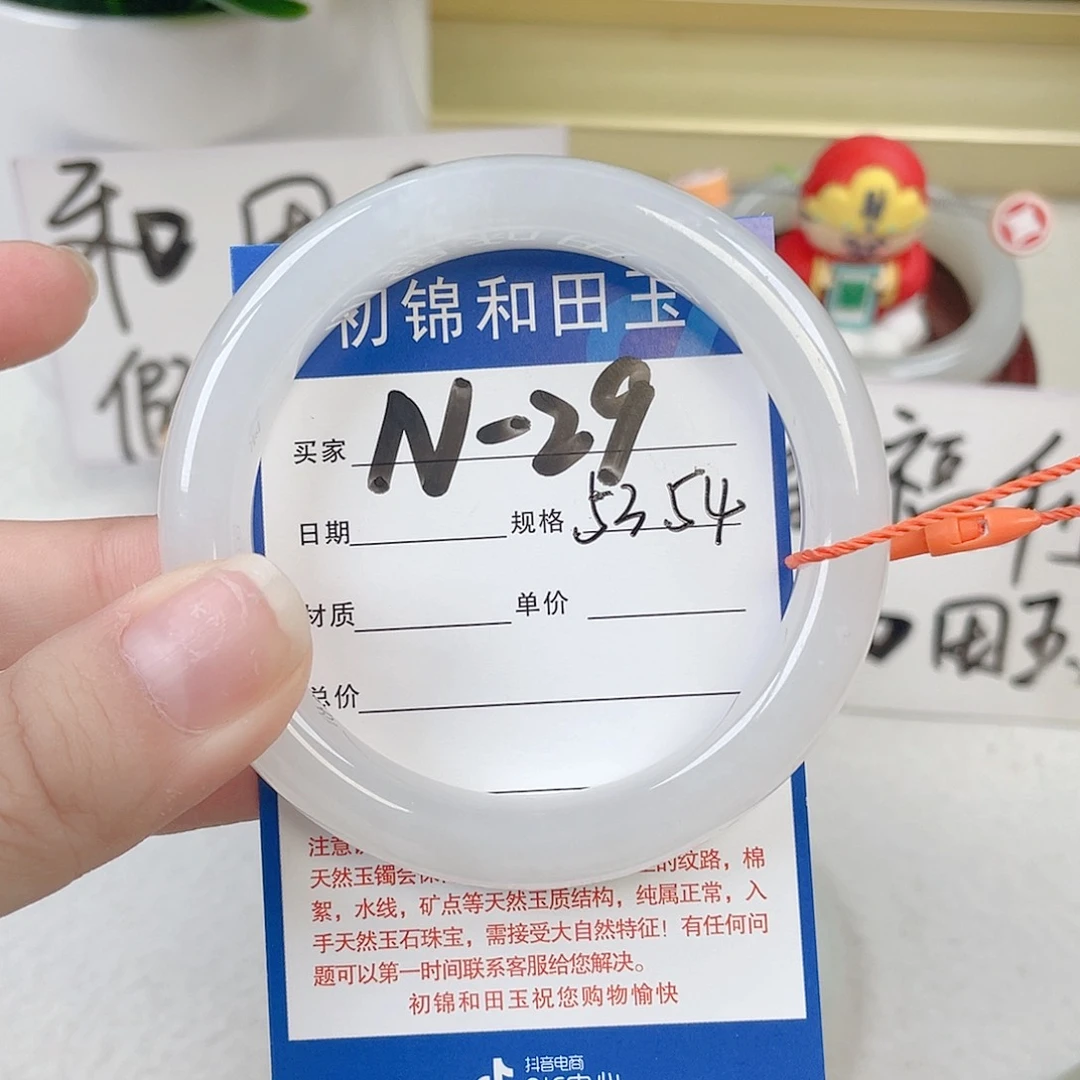 和田
假
初锦和田玉
买家 N-29
日期 规格 53 54
材质 单价
总价
福
和田玉
注意
天然玉镯会 的纹路，棉
絮，水线，矿点等天然玉质结构，纯属正常，入
手天然玉石珠宝，需接受大自然特征！有任何问
题可以第一时间联系客服给您解决。
初锦和田玉祝您购物愉快
抖音电商